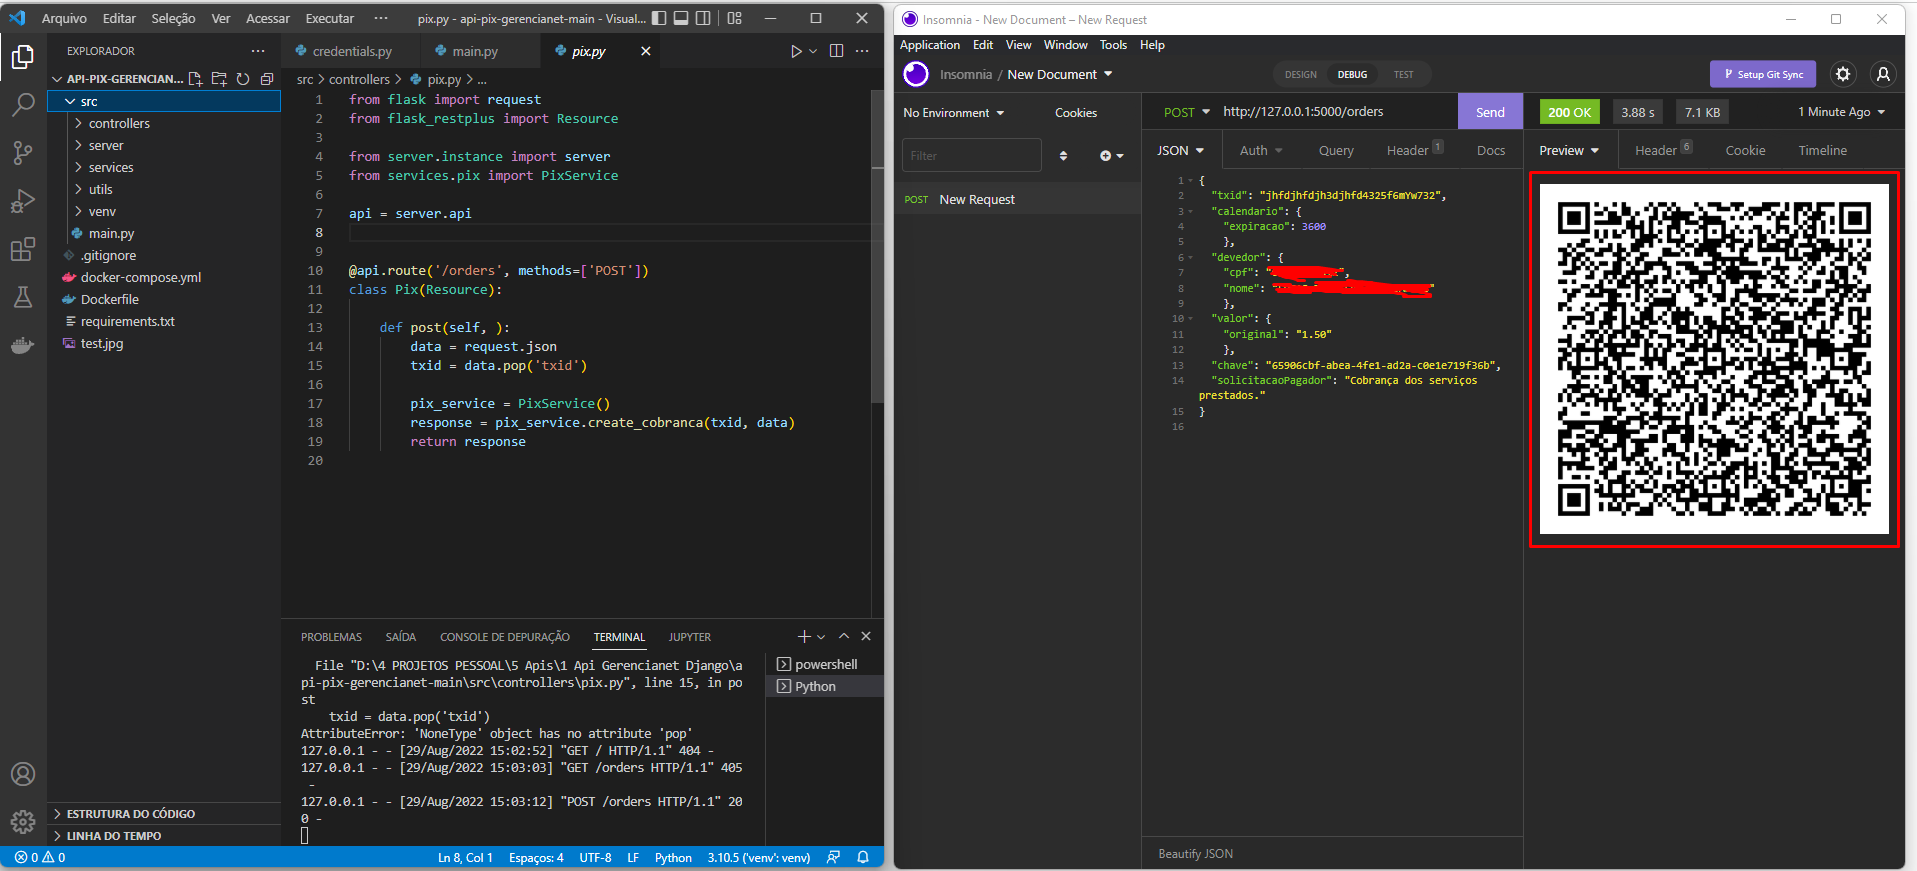 Arquivo Editar Seleção Ver Acessar Executar ··· pix.py - api-pix-gerencianet-main - Visual...
EXPLORADOR ···
API-PIX-GERENCIAN...
src
controllers
server
services
utils
venv
main.py
.gitignore
docker-compose.yml
Dockerfile
requirements.txt
test.jpg
ESTRUTURA DO CÓDIGO
LINHA DO TEMPO
credentials.py main.py pix.py
src > controllers > pix.py > ...
1 from flask import request
2 from flask_restplus import Resource
3
4 from server.instance import server
5 from services.pix import PixService
6
7 api = server.api
8
9
10 @api.route('/orders', methods=['POST'])
11 class Pix(Resource):
12
13 def post(self, ):
14 data = request.json
15 txid = data.pop('txid')
16
17 pix_service = PixService()
18 response = pix_service.create_cobranca(txid, data)
19 return response
20
PROBLEMAS SAÍDA CONSOLE DE DEPURAÇÃO TERMINAL JUPYTER
File "D:\4 PROJETOS PESSOAL\5 Apis\1 Api Gerencianet Django\a
pi-pix-gerencianet-main\src\controllers\pix.py", line 15, in po
st
txid = data.pop('txid')
AttributeError: 'NoneType' object has no attribute 'pop'
127.0.0.1 - - [29/Aug/2022 15:02:52] "GET / HTTP/1.1" 404 -
127.0.0.1 - - [29/Aug/2022 15:03:03] "GET /orders HTTP/1.1" 405
-
127.0.0.1 - - [29/Aug/2022 15:03:12] "POST /orders HTTP/1.1" 20
0 -
powershell
Python
0 0 Ln 8, Col 1 Espaços: 4 UTF-8 LF Python 3.10.5 ('venv': venv)
Insomnia - New Document – New Request
Application Edit View Window Tools Help
Insomnia / New Document DESIGN DEBUG TEST Setup Git Sync
No Environment Cookies
Filter
POST New Request
POST http://127.0.0.1:5000/orders Send
JSON Auth Query Header 1 Docs
1 {
2 "txid": "jhfdjhfdjh3djhfd4325f6mYw732",
3 "calendario": {
4 "expiracao": 3600
5 },
6 "devedor": {
7 "cpf": " ",
8 "nome": " "
9 },
10 "valor": {
11 "original": "1.50"
12 },
13 "chave": "65906cbf-abea-4fe1-ad2a-c0e1e719f36b",
14 "solicitacaoPagador": "Cobrança dos serviços
prestados."
15 }
16
Beautify JSON
200 OK 3.88 s 7.1 KB 1 Minute Ago
Preview Header 6 Cookie Timeline